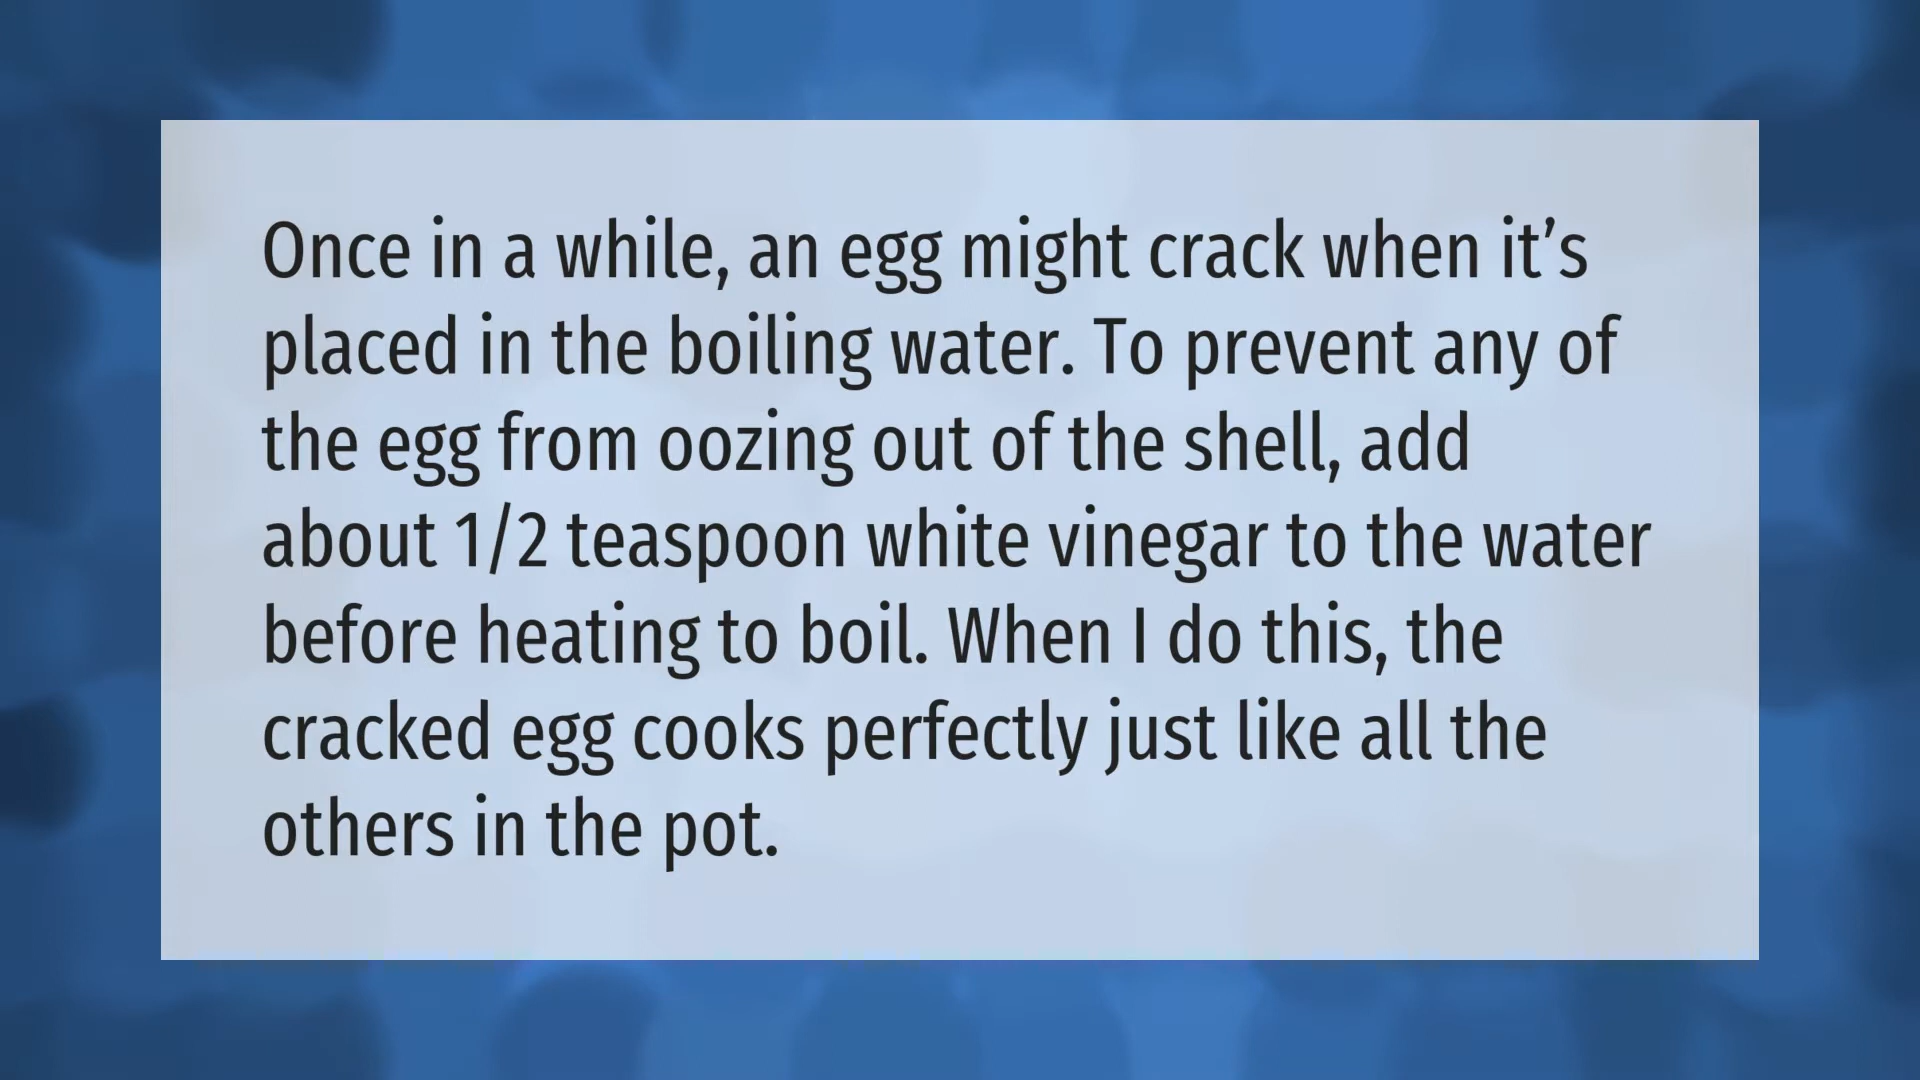 Once in a while, an egg might crack when it’s
placed in the boiling water. To prevent any of
the egg from oozing out of the shell, add
about 1/2 teaspoon white vinegar to the water
before heating to boil. When I do this, the
cracked egg cooks perfectly just like all the
others in the pot.